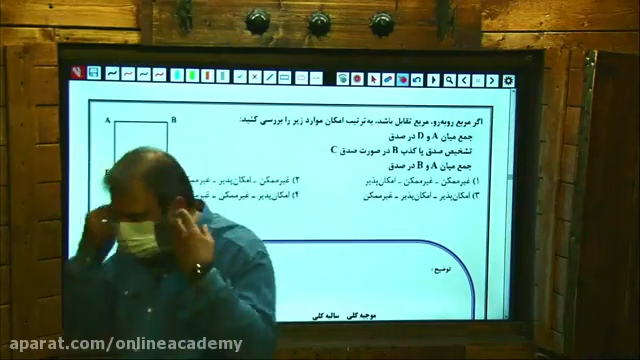 اگر مربع روبه‌رو، مربع تقابل باشد، به‌ترتیب امکان موارد زیر را بررسی کنید:
A B
جمع میان A و D در صدق
تشخیص صدق یا کذب B در صورت صدق C
جمع میان A و B در صدق
۱) غیرممکن ـ غیرممکن ـ امکان‌پذیر
۲) غیرممکن ـ امکان‌پذیر ـ غیرممکن
۳) امکان‌پذیر ـ امکان‌پذیر ـ غیرممکن
۴) امکان‌پذیر ـ غیرممکن ـ
توضیح:
موجبه کلی سالبه کلی
aparat.com/onlineacademy